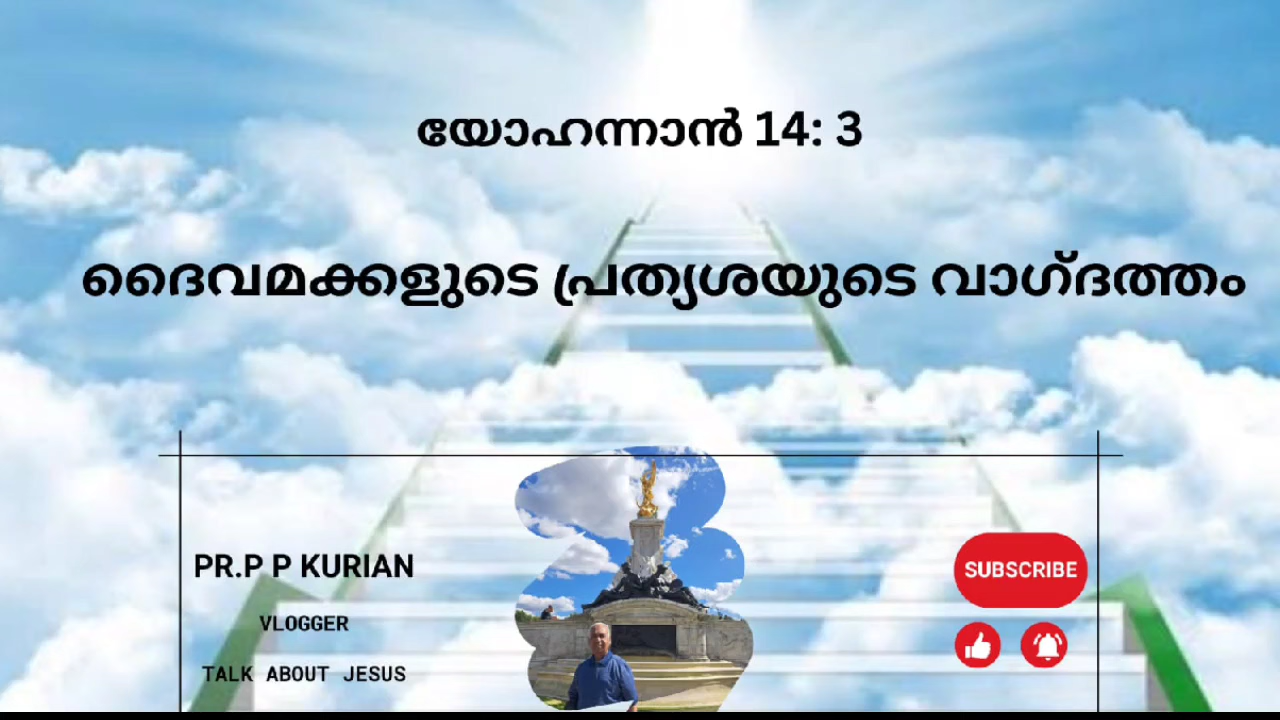 യോഹന്നാൻ 14: 3
ദൈവമക്കളുടെ പ്രത്യശയുടെ വാഗ്ദത്തം
PR.P P KURIAN
VLOGGER
TALK ABOUT JESUS
SUBSCRIBE